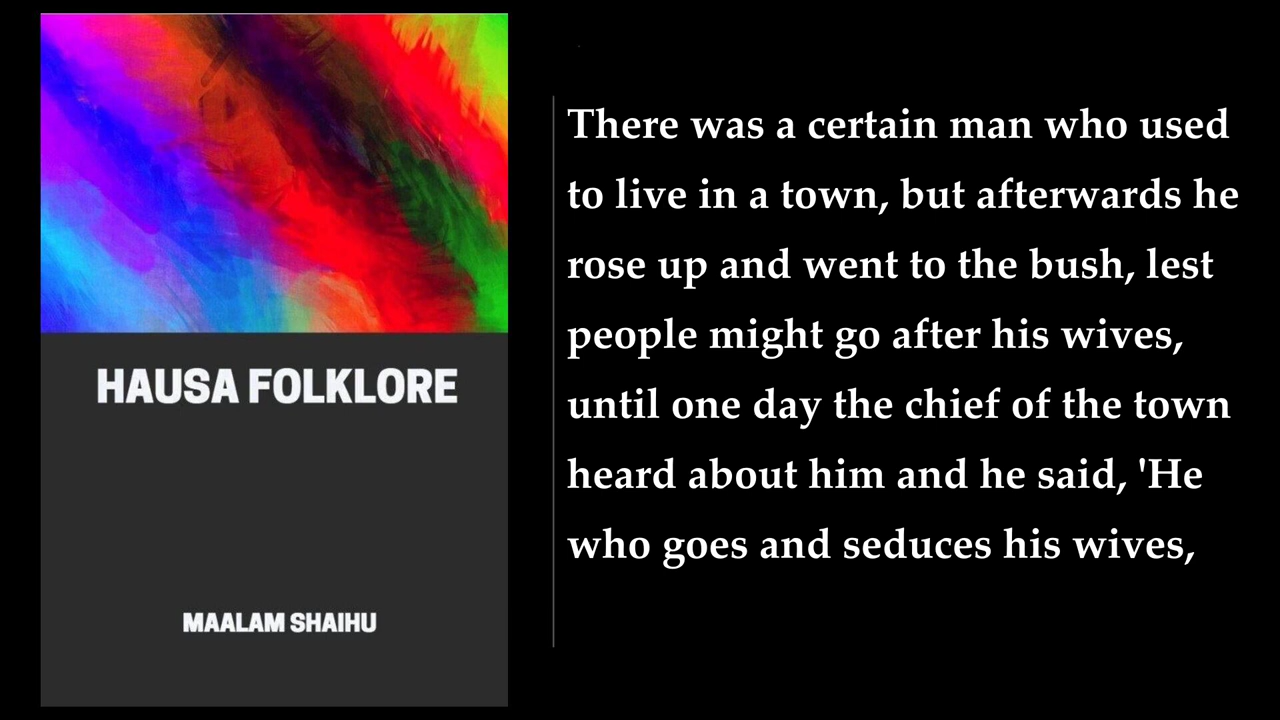 HAUSA FOLKLORE
MAALAM SHAIHU
There was a certain man who used
to live in a town, but afterwards he
rose up and went to the bush, lest
people might go after his wives,
until one day the chief of the town
heard about him and he said, 'He
who goes and seduces his wives,